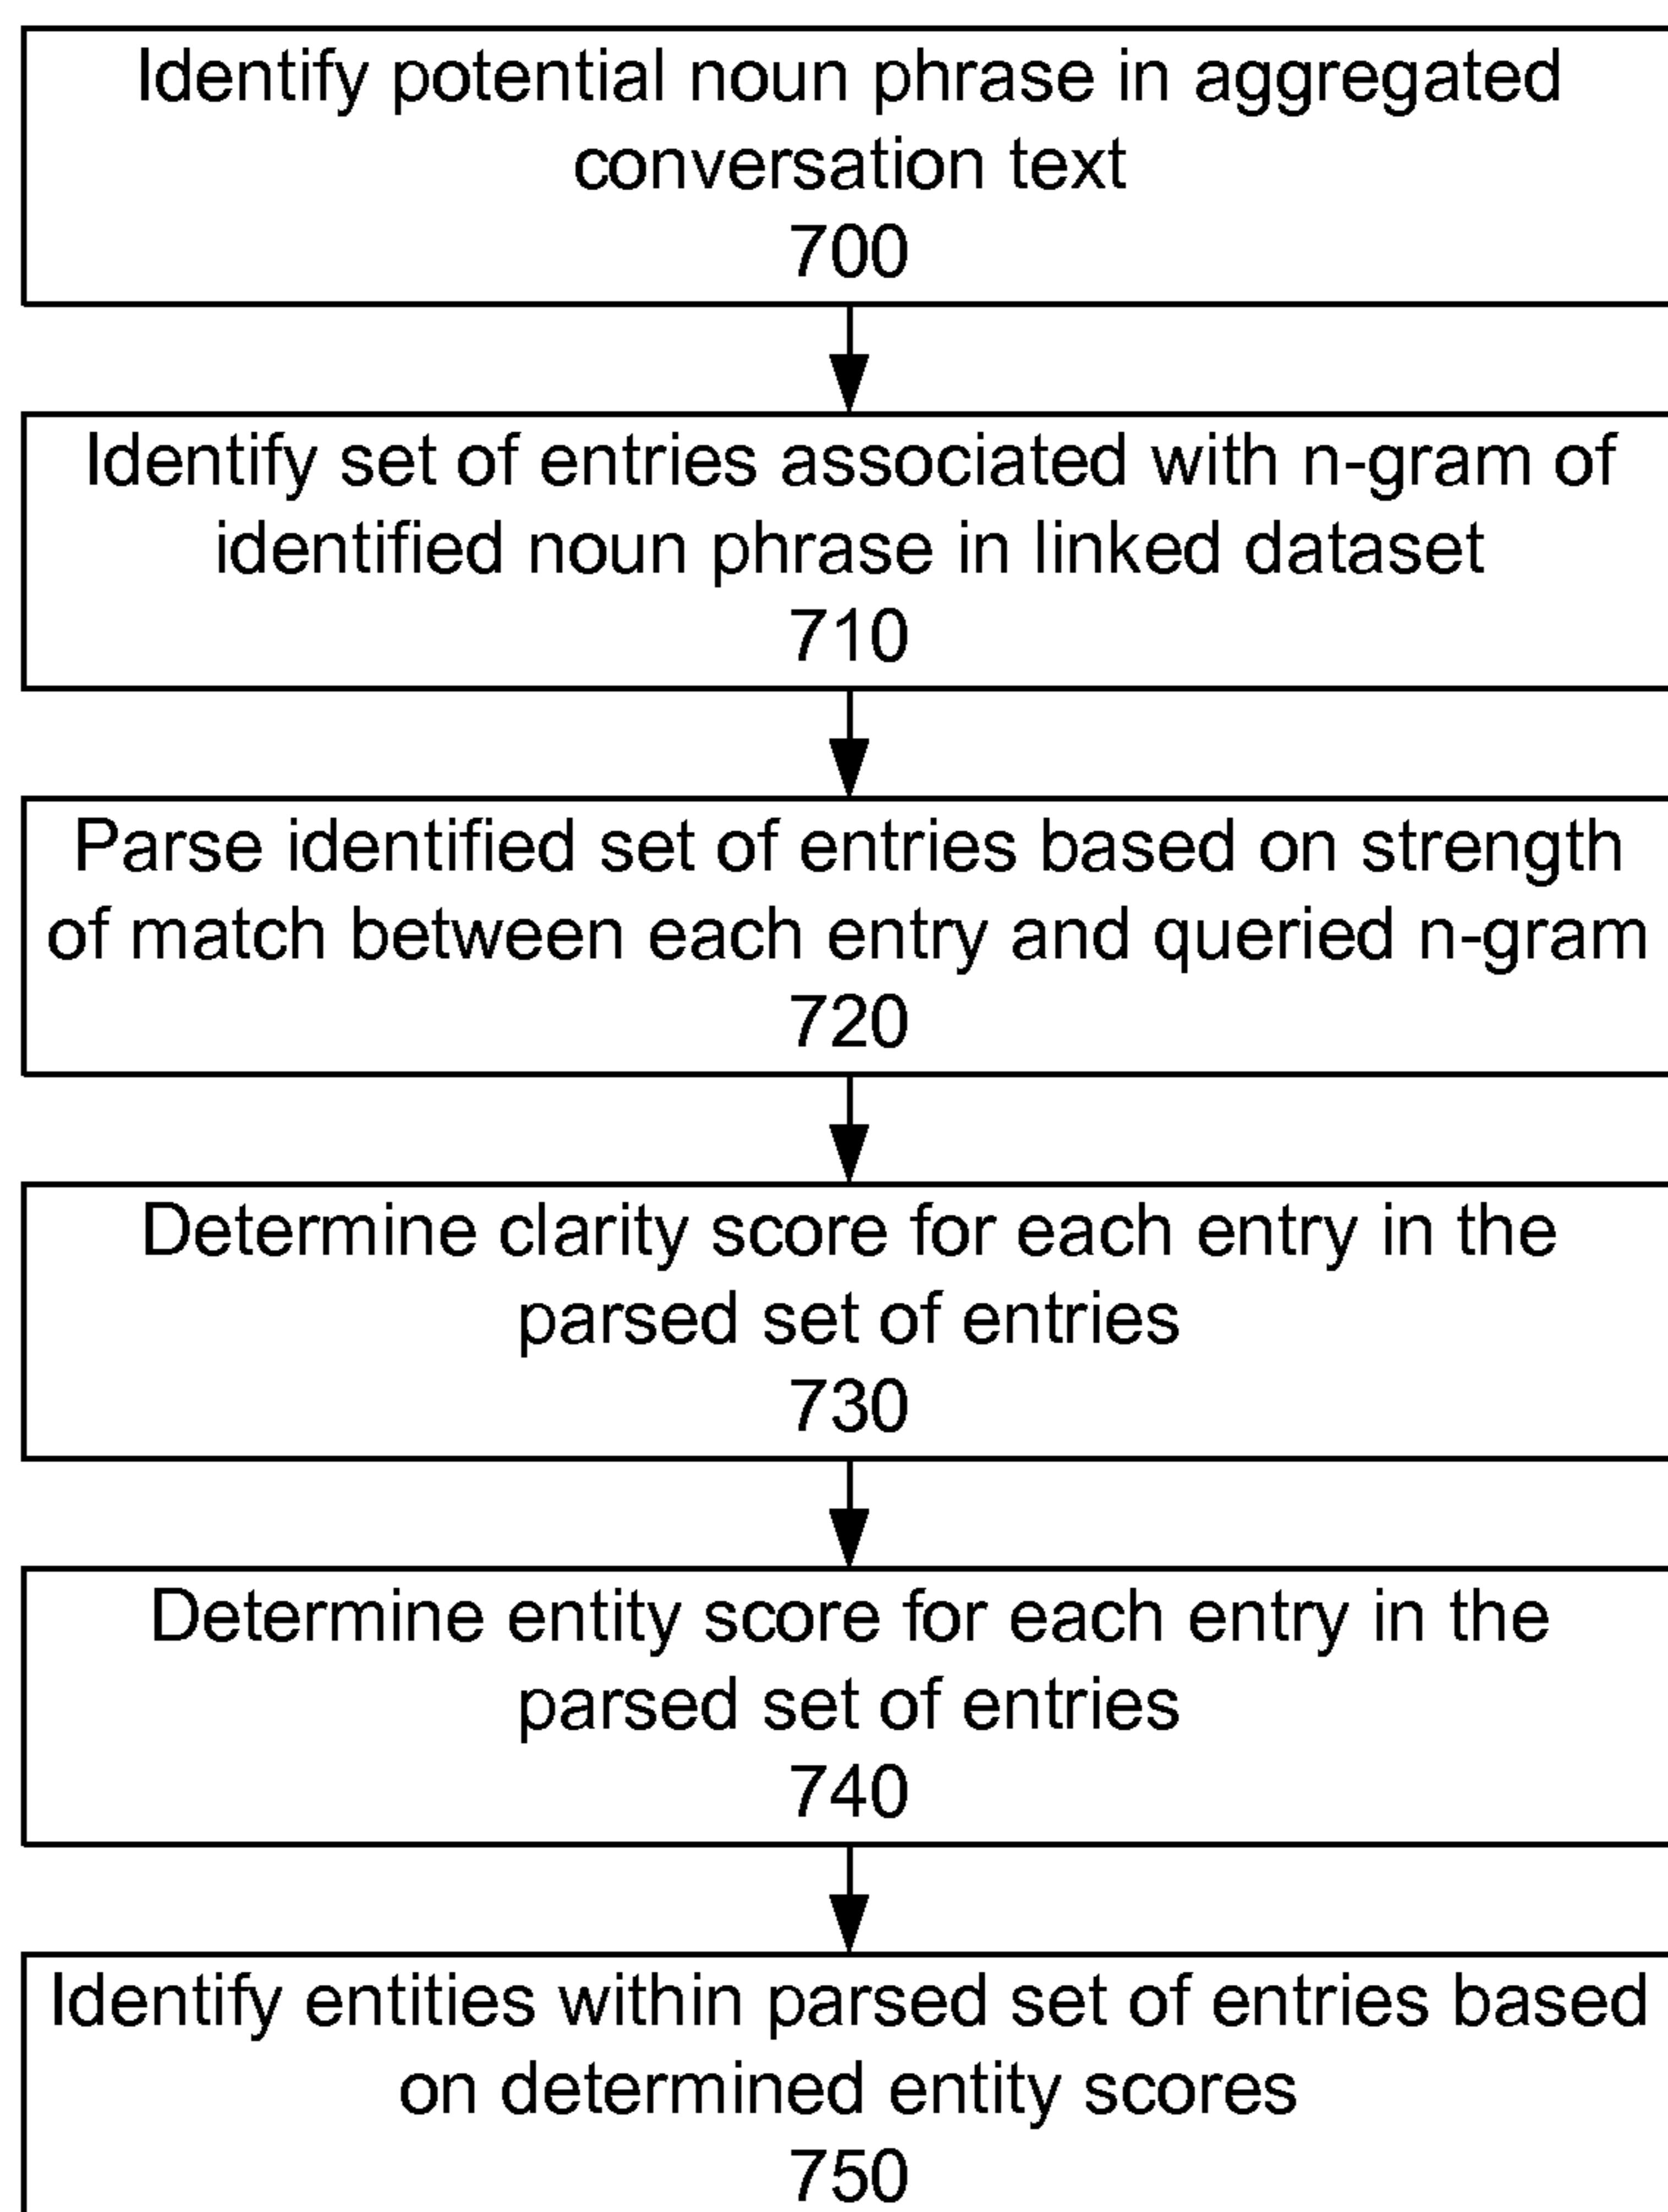 Identify potential noun phrase in aggregated
conversation text
700
Identify set of entries associated with n-gram of
identified noun phrase in linked dataset
710
Parse identified set of entries based on strength
of match between each entry and queried n-gram
720
Determine clarity score for each entry in the
parsed set of entries
730
Determine entity score for each entry in the
parsed set of entries
740
Identify entities within parsed set of entries based
on determined entity scores
750